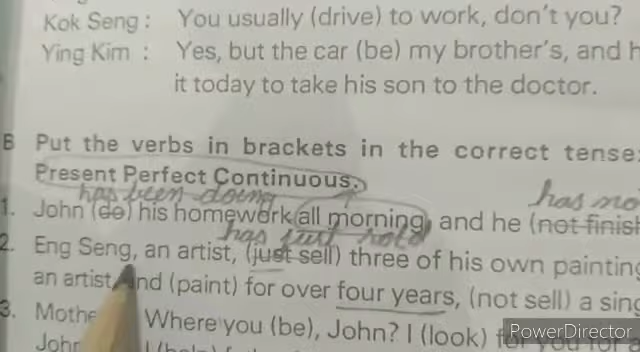 Kok Seng : You usually (drive) to work, don't you?
Ying Kim : Yes, but the car (be) my brother's, and
it today to take his son to the doctor.
B Put the verbs in brackets in the correct tense:
Present Perfect Continuous.
has been doing has no
1. John (do) his homework all morning, and he (not finish
has just sold
2. Eng Seng, an artist, (just sell) three of his own painting
an artist and (paint) for over four years, (not sell) a sing
3. Mothe Where you (be), John? I (look) for you for a
John
PowerDirector